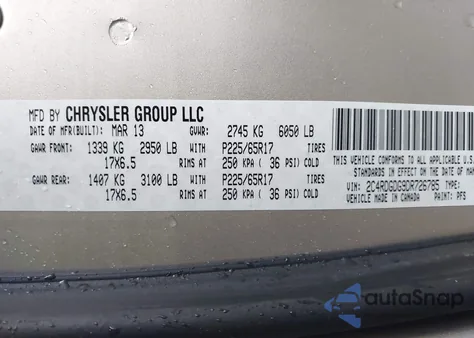 MFD BY CHRYSLER GROUP LLC
DATE OF MFR(BUILT): MAR 13 GVWR: 2745 KG 6050 LB
GAWR FRONT: 1339 KG 2950 LB WITH P225/65R17 TIRES
17X6.5 RIMS AT 250 KPA ( 36 PSI) COLD
GAWR REAR: 1407 KG 3100 LB WITH P225/65R17 TIRES
17X6.5 RIMS AT 250 KPA ( 36 PSI) COLD
THIS VEHICLE CONFORMS TO ALL APPLICABLE U.S.
STANDARDS IN EFFECT ON THE DATE OF MAN
VIN: 2C4RDGDG9DR726785 TYPE:
VEHICLE MADE IN CANADA PAINT: PFS
autoSnap